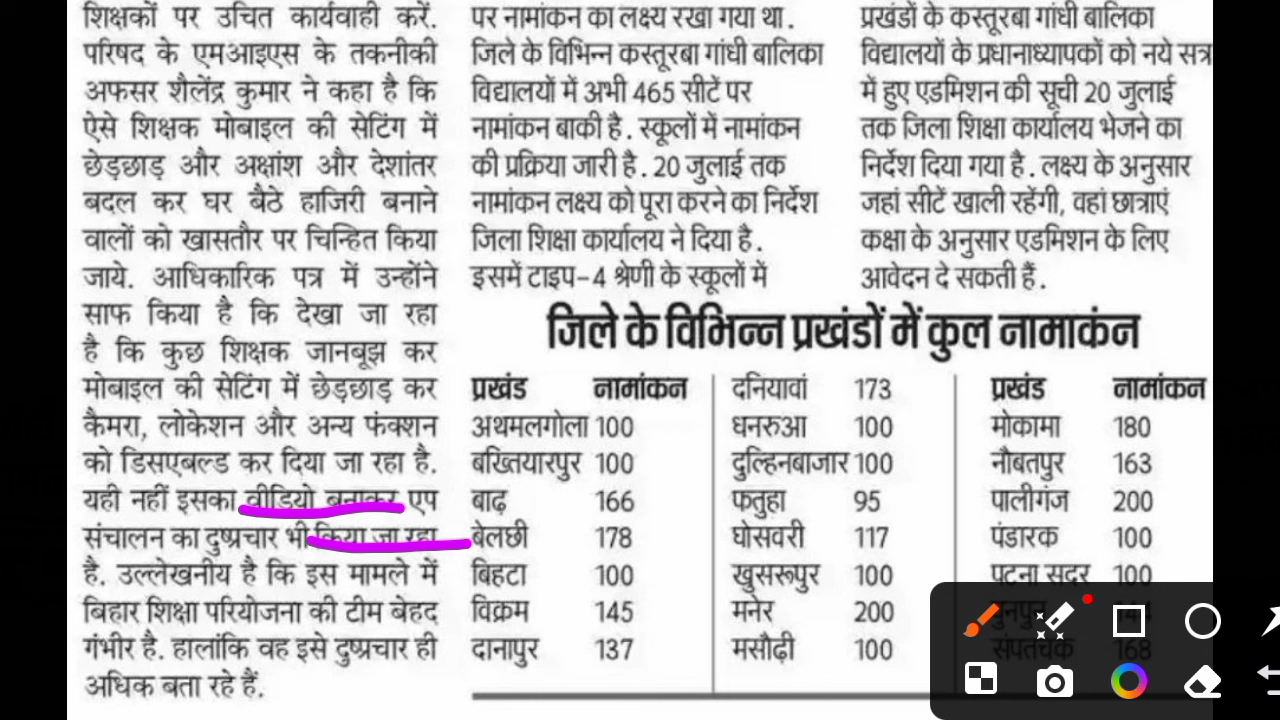 शिक्षकों पर उचित कार्यवाही करें.
परिषद के एमआइएस के तकनीकी
अफसर शैलेंद्र कुमार ने कहा है कि
ऐसे शिक्षक मोबाइल की सेटिंग में
छेड़छाड़ और अक्षांश और देशांतर
बदल कर घर बैठे हाजिरी बनाने
वालों को खासतौर पर चिन्हित किया
जाये. आधिकारिक पत्र में उन्होंने
साफ किया है कि देखा जा रहा
है कि कुछ शिक्षक जानबूझ कर
मोबाइल की सेटिंग में छेड़छाड़ कर
कैमरा, लोकेशन और अन्य फंक्शन
को डिसएबल्ड कर दिया जा रहा है.
यही नहीं इसका वीडियो बनाकर एप
संचालन का दुष्प्रचार भी किया जा रहा
है. उल्लेखनीय है कि इस मामले में
बिहार शिक्षा परियोजना की टीम बेहद
गंभीर है. हालांकि वह इसे दुष्प्रचार ही
अधिक बता रहे हैं.
पर नामांकन का लक्ष्य रखा गया था.
जिले के विभिन्न कस्तूरबा गांधी बालिका
विद्यालयों में अभी 465 सीटें पर
नामांकन बाकी है. स्कूलों में नामांकन
की प्रक्रिया जारी है. 20 जुलाई तक
नामांकन लक्ष्य को पूरा करने का निर्देश
जिला शिक्षा कार्यालय ने दिया है.
इसमें टाइप-4 श्रेणी के स्कूलों में
प्रखंडों के कस्तूरबा गांधी बालिका
विद्यालयों के प्रधानाध्यापकों को नये सत्र
में हुए एडमिशन की सूची 20 जुलाई
तक जिला शिक्षा कार्यालय भेजने का
निर्देश दिया गया है. लक्ष्य के अनुसार
जहां सीटें खाली रहेंगी, वहां छात्राएं
कक्षा के अनुसार एडमिशन के लिए
आवेदन दे सकती हैं.
जिले के विभिन्न प्रखंडों में कुल नामाकंन
प्रखंड नामांकन
अथमलगोला 100
बख्तियारपुर 100
बाढ़ 166
बेलछी 178
बिहटा 100
विक्रम 145
दानापुर 137
दनियावां 173
धनरुआ 100
दुल्हिनबाजार 100
फतुहा 95
घोसवरी 117
खुसरूपुर 100
मनेर 200
मसौढ़ी 100
प्रखंड नामांकन
मोकामा 180
नौबतपुर 163
पालीगंज 200
पंडारक 100
पटना सदर 100
पुनपुन 144
संपतचक 168